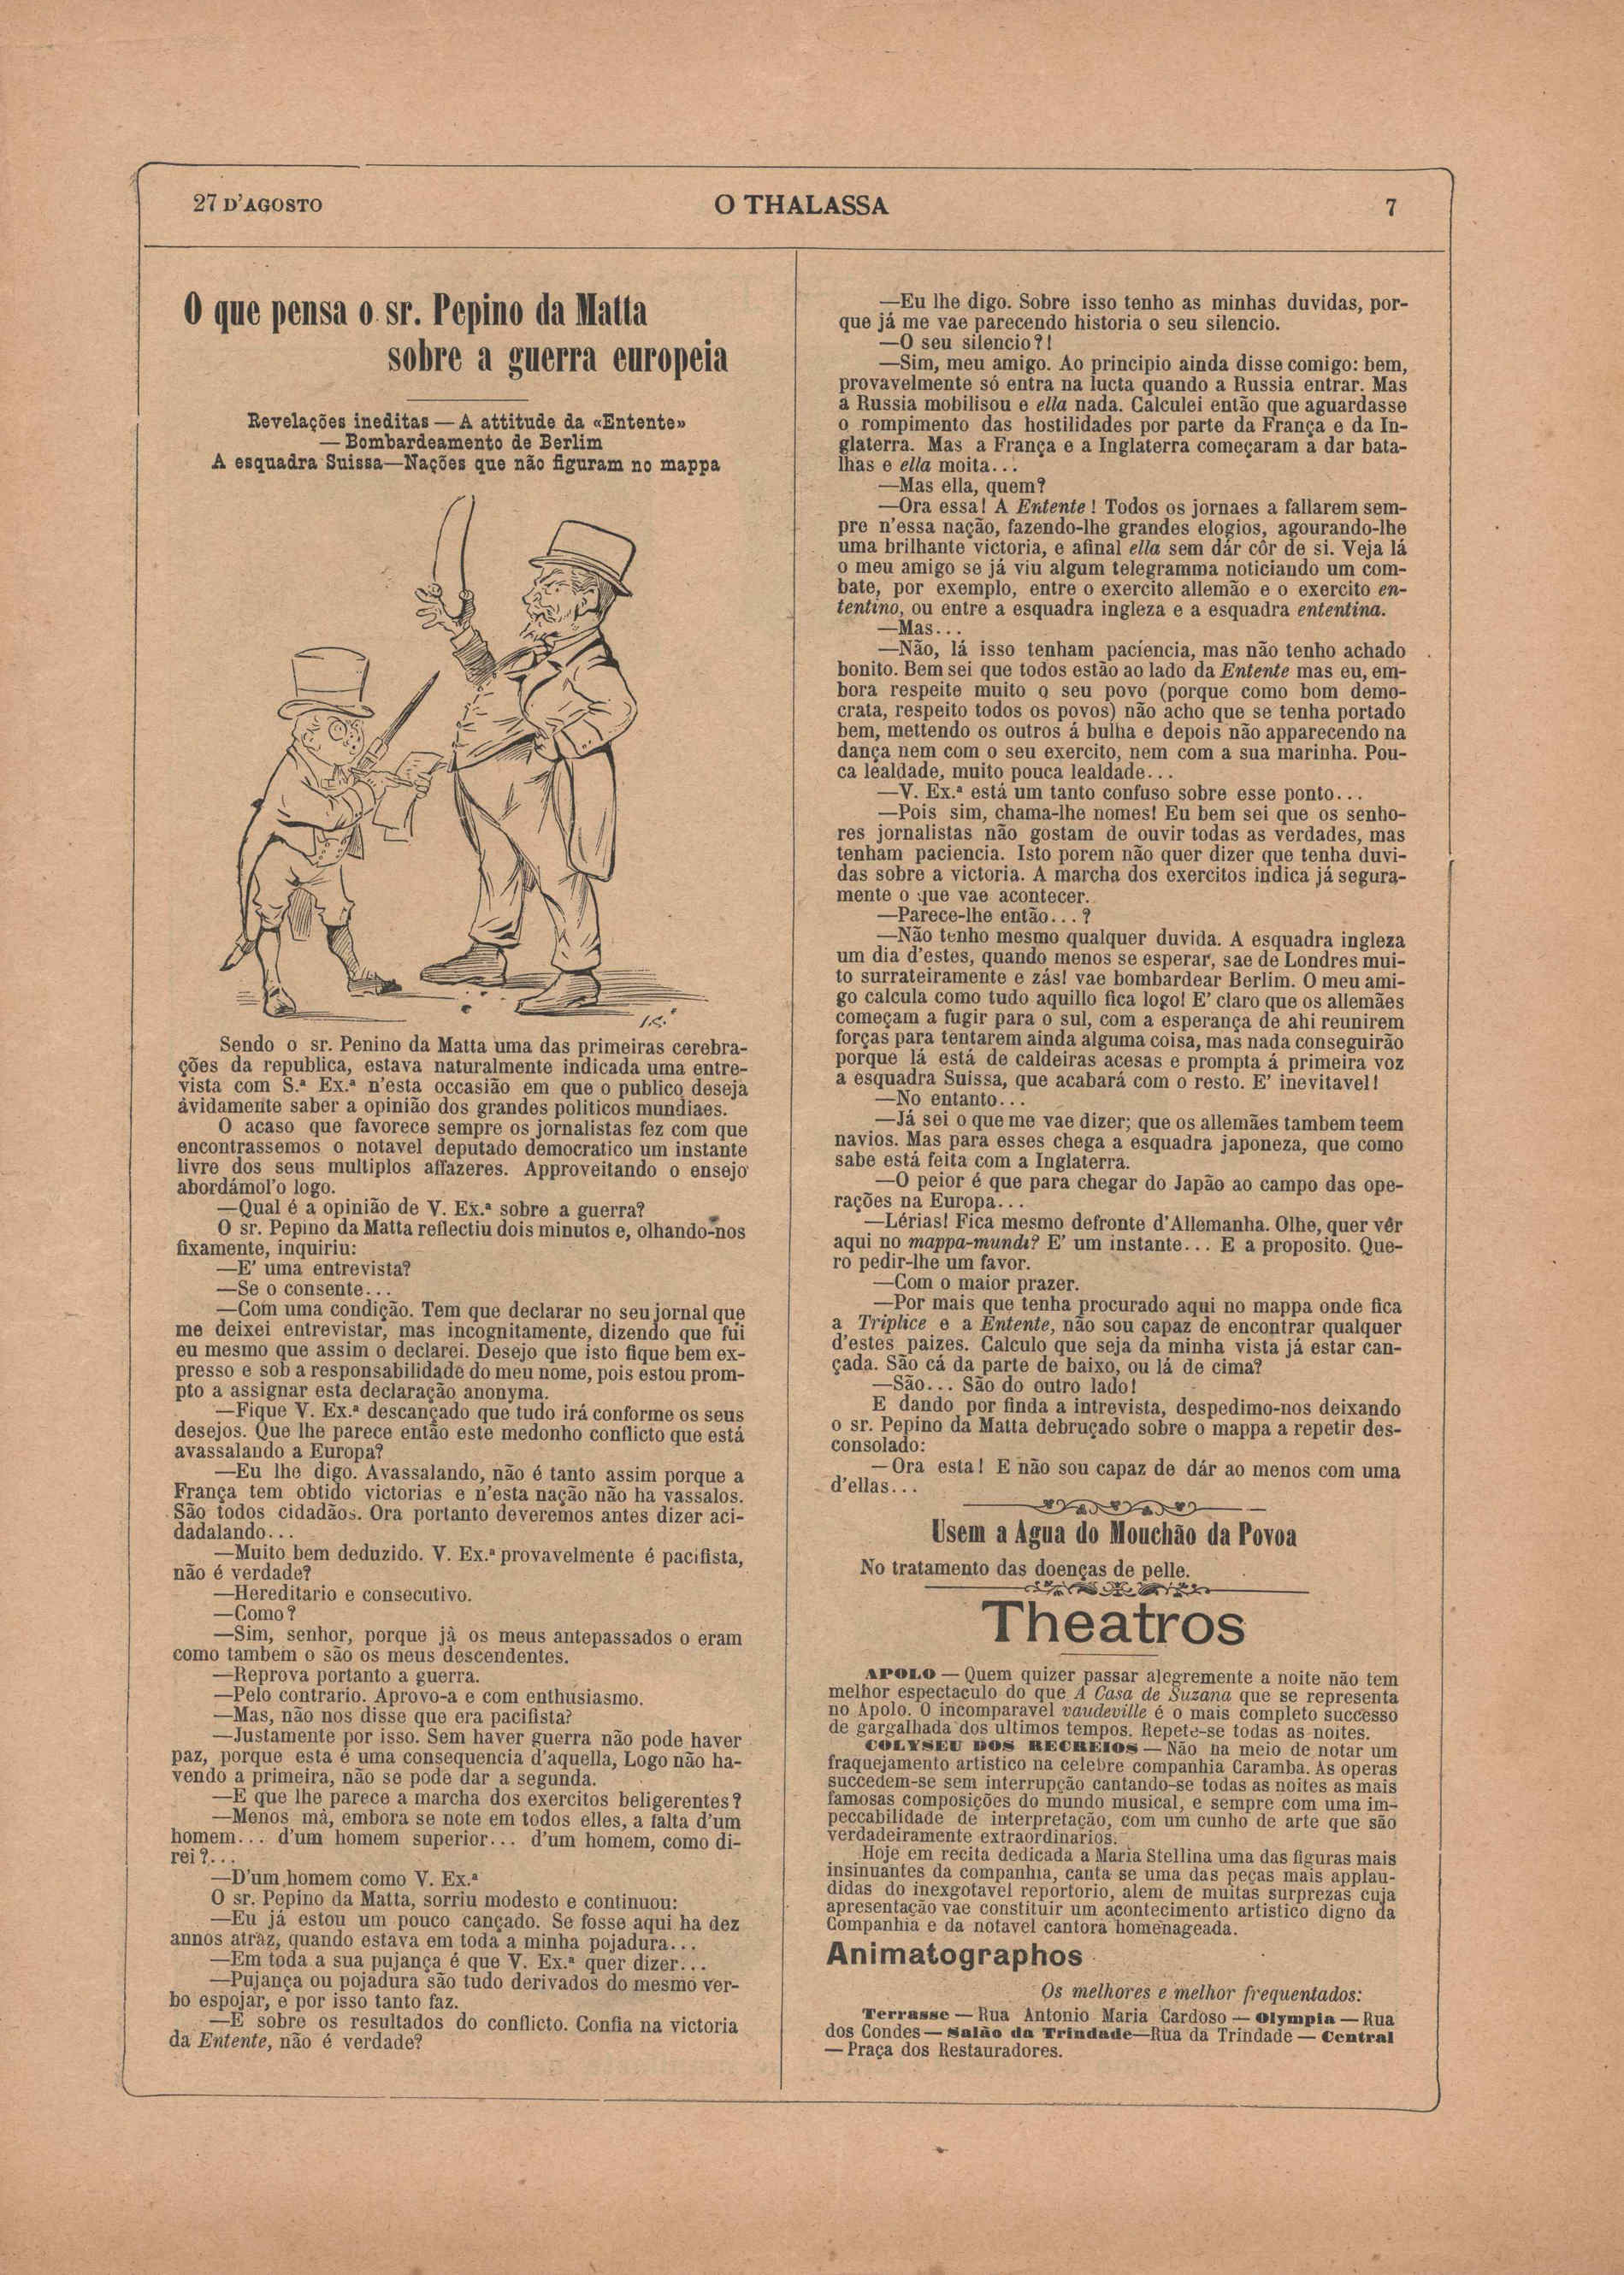 27 D'AGOSTO
O THALASSA
7
O que pensa o sr. Pepino da Matta
sobre a guerra europeia
Revelações ineditas — A attitude da «Entente»
— Bombardeamento de Berlim
A esquadra Suissa—Nações que não figuram no mappa
Sendo o sr. Penino da Matta uma das primeiras cerebra-
ções da republica, estava naturalmente indicada uma entre-
vista com S.ª Ex.ª n'esta occasião em que o publico deseja
àvidamente saber a opinião dos grandes politicos mundiaes.
O acaso que favorece sempre os jornalistas fez com que
encontrassemos o notavel deputado democratico um instante
livre dos seus multiplos affazeres. Approveitando o ensejo
abordámol'o logo.
—Qual é a opinião de V. Ex.ª sobre a guerra?
O sr. Pepino da Matta reflectiu dois minutos e, olhando-nos
fixamente, inquiriu:
—E' uma entrevista?
—Se o consente...
—Com uma condição. Tem que declarar no seu jornal que
me deixei entrevistar, mas incognitamente, dizendo que fui
eu mesmo que assim o declarei. Desejo que isto fique bem ex-
presso e sob a responsabilidade do meu nome, pois estou prom-
pto a assignar esta declaração anonyma.
—Fique V. Ex.ª descançado que tudo irá conforme os seus
desejos. Que lhe parece então este medonho conflicto que está
avassalando a Europa?
—Eu lhe digo. Avassalando, não é tanto assim porque a
França tem obtido victorias e n'esta nação não ha vassalos.
São todos cidadãos. Ora portanto deveremos antes dizer aci-
dadalando...
—Muito bem deduzido. V. Ex.ª provavelmente é pacifista,
não é verdade?
—Hereditario e consecutivo.
—Como?
—Sim, senhor, porque jà os meus antepassados o eram
como tambem o são os meus descendentes.
—Reprova portanto a guerra.
—Pelo contrario. Aprovo-a e com enthusiasmo.
—Mas, não nos disse que era pacifista?
—Justamente por isso. Sem haver guerra não pode haver
paz, porque esta é uma consequencia d'aquella, Logo não ha-
vendo a primeira, não se pode dar a segunda.
—E que lhe parece a marcha dos exercitos beligerentes?
—Menos má, embora se note em todos elles, a falta d'um
homem... d'um homem superior... d'um homem, como di-
rei?...
—D'um homem como V. Ex.ª
O sr. Pepino da Matta, sorriu modesto e continuou:
—Eu já estou um pouco cançado. Se fosse aqui ha dez
annos atraz, quando estava em toda a minha pojadura...
—Em toda a sua pujança é que V. Ex.ª quer dizer...
—Pujança ou pojadura são tudo derivados do mesmo ver-
bo espojar, e por isso tanto faz.
—E sobre os resultados do conflicto. Confia na victoria
da Entente, não é verdade?
—Eu lhe digo. Sobre isso tenho as minhas duvidas, por-
que já me vae parecendo historia o seu silencio.
—O seu silencio?!
—Sim, meu amigo. Ao principio ainda disse comigo: bem,
provavelmente só entra na lucta quando a Russia entrar. Mas
a Russia mobilisou e ella nada. Calculei então que aguardasse
o rompimento das hostilidades por parte da França e da In-
glaterra. Mas a França e a Inglaterra começaram a dar bata-
lhas e ella moita...
—Mas ella, quem?
—Ora essa! A Entente! Todos os jornaes a fallarem sem-
pre n'essa nação, fazendo-lhe grandes elogios, agourando-lhe
uma brilhante victoria, e afinal ella sem dár côr de si. Veja lá
o meu amigo se já viu algum telegramma noticiando um com-
bate, por exemplo, entre o exercito allemão e o exercito en-
tentino, ou entre a esquadra ingleza e a esquadra ententina.
—Mas...
—Não, lá isso tenham paciencia, mas não tenho achado
bonito. Bem sei que todos estão ao lado da Entente mas eu, em-
bora respeite muito o seu povo (porque como bom demo-
crata, respeito todos os povos) não acho que se tenha portado
bem, mettendo os outros á bulha e depois não apparecendo na
dança nem com o seu exercito, nem com a sua marinha. Pou-
ca lealdade, muito pouca lealdade...
—V. Ex.ª está um tanto confuso sobre esse ponto...
—Pois sim, chama-lhe nomes! Eu bem sei que os senho-
res jornalistas não gostam de ouvir todas as verdades, mas
tenham paciencia. Isto porem não quer dizer que tenha duvi-
das sobre a victoria. A marcha dos exercitos indica já segura-
mente o que vae acontecer.
—Parece-lhe então...?
—Não tenho mesmo qualquer duvida. A esquadra ingleza
um dia d'estes, quando menos se esperar, sae de Londres mui-
to surrateiramente e zás! vae bombardear Berlim. O meu ami-
go calcula como tudo aquillo fica logo! E' claro que os allemães
começam a fugir para o sul, com a esperança de ahi reunirem
forças para tentarem ainda alguma coisa, mas nada conseguirão
porque lá está de caldeiras acesas e prompta á primeira voz
a esquadra Suissa, que acabará com o resto. E' inevitavel!
—No entanto...
—Já sei o que me vae dizer; que os allemães tambem teem
navios. Mas para esses chega a esquadra japoneza, que como
sabe está feita com a Inglaterra.
—O peior é que para chegar do Japão ao campo das ope-
rações na Europa...
—Lérias! Fica mesmo defronte d'Allemanha. Olhe, quer vêr
aqui no mappa-mundi? E' um instante... E a proposito. Que-
ro pedir-lhe um favor.
—Com o maior prazer.
—Por mais que tenha procurado aqui no mappa onde fica
a Triplice e a Entente, não sou capaz de encontrar qualquer
d'estes paizes. Calculo que seja da minha vista já estar can-
çada. São cá da parte de baixo, ou lá de cima?
—São... São do outro lado!
E dando por finda a intrevista, despedimo-nos deixando
o sr. Pepino da Matta debruçado sobre o mappa a repetir des-
consolado:
—Ora esta! E não sou capaz de dár ao menos com uma
d'ellas...
Usem a Agua do Mouchão da Povoa
No tratamento das doenças de pelle.
Theatros
APOLO — Quem quizer passar alegremente a noite não tem
melhor espectaculo do que A Casa de Suzana que se representa
no Apolo. O incomparavel vaudeville é o mais completo successo
de gargalhada dos ultimos tempos. Repete-se todas as noites.
COLYSEU DOS RECREIOS — Não ha meio de notar um
fraquejamento artistico na celebre companhia Caramba. As operas
succedem-se sem interrupção cantando-se todas as noites as mais
famosas composições do mundo musical, e sempre com uma im-
peccabilidade de interpretação, com um cunho de arte que são
verdadeiramente extraordinarios.
Hoje em recita dedicada a Maria Stellina uma das figuras mais
insinuantes da companhia, canta-se uma das peças mais applau-
didas do inexgotavel reportorio, alem de muitas surprezas cuja
apresentação vae constituir um acontecimento artistico digno da
Companhia e da notavel cantora homenageada.
Animatographos
Os melhores e melhor frequentados:
Terrasse — Rua Antonio Maria Cardoso — Olympia — Rua
dos Condes — Salão da Trindade—Rua da Trindade — Central
— Praça dos Restauradores.